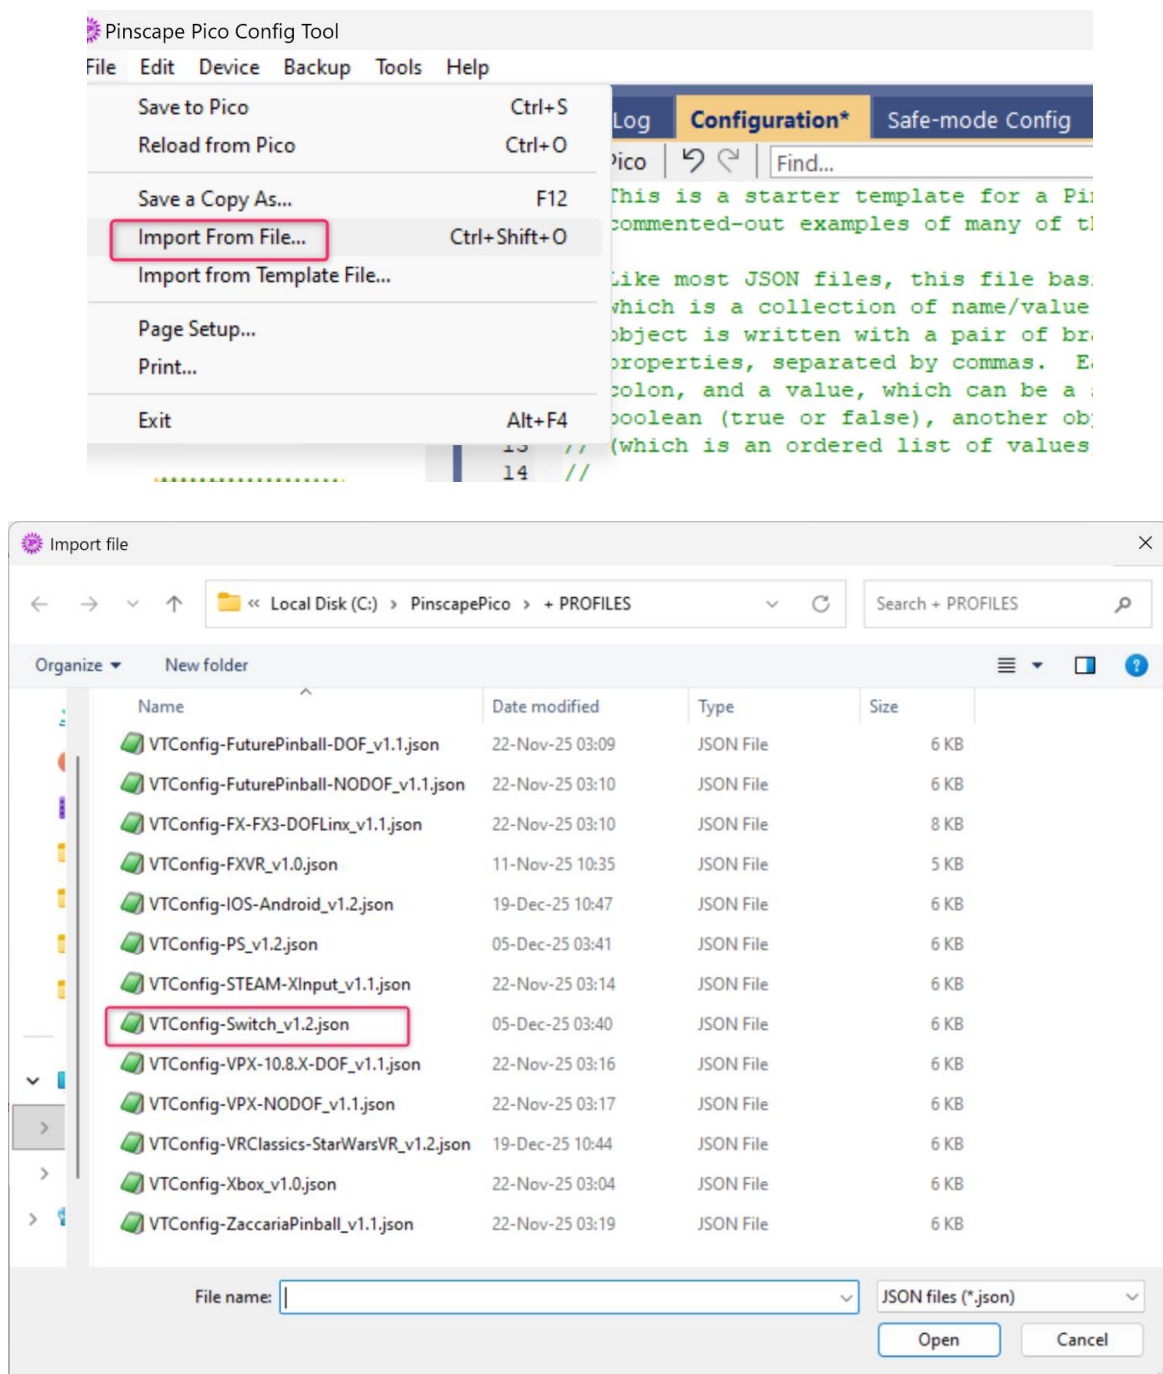 Pinscape Pico Config Tool
File Edit Device Backup Tools Help
Save to Pico Ctrl+S
Reload from Pico Ctrl+O
Save a Copy As... F12
Import From File... Ctrl+Shift+O
Import from Template File...
Page Setup...
Print...
Exit Alt+F4
Log Configuration* Safe-mode Config
Pico Find...
This is a starter template for a Pin
commented-out examples of many of th
Like most JSON files, this file bas
which is a collection of name/value
object is written with a pair of bra
properties, separated by commas. Ea
colon, and a value, which can be a
boolean (true or false), another obj
13 // (which is an ordered list of values
14 //
Import file
« Local Disk (C:) > PinscapePico > + PROFILES
Search + PROFILES
Organize New folder
Name Date modified Type Size
VTConfig-FuturePinball-DOF_v1.1.json 22-Nov-25 03:09 JSON File 6 KB
VTConfig-FuturePinball-NODOF_v1.1.json 22-Nov-25 03:10 JSON File 6 KB
VTConfig-FX-FX3-DOFLinx_v1.1.json 22-Nov-25 03:10 JSON File 8 KB
VTConfig-FXVR_v1.0.json 11-Nov-25 10:35 JSON File 5 KB
VTConfig-IOS-Android_v1.2.json 19-Dec-25 10:47 JSON File 6 KB
VTConfig-PS_v1.2.json 05-Dec-25 03:41 JSON File 6 KB
VTConfig-STEAM-XInput_v1.1.json 22-Nov-25 03:14 JSON File 6 KB
VTConfig-Switch_v1.2.json 05-Dec-25 03:40 JSON File 6 KB
VTConfig-VPX-10.8.X-DOF_v1.1.json 22-Nov-25 03:16 JSON File 6 KB
VTConfig-VPX-NODOF_v1.1.json 22-Nov-25 03:17 JSON File 6 KB
VTConfig-VRClassics-StarWarsVR_v1.2.json 19-Dec-25 10:44 JSON File 6 KB
VTConfig-Xbox_v1.0.json 22-Nov-25 03:04 JSON File 6 KB
VTConfig-ZaccariaPinball_v1.1.json 22-Nov-25 03:19 JSON File 6 KB
File name: JSON files (*.json)
Open Cancel